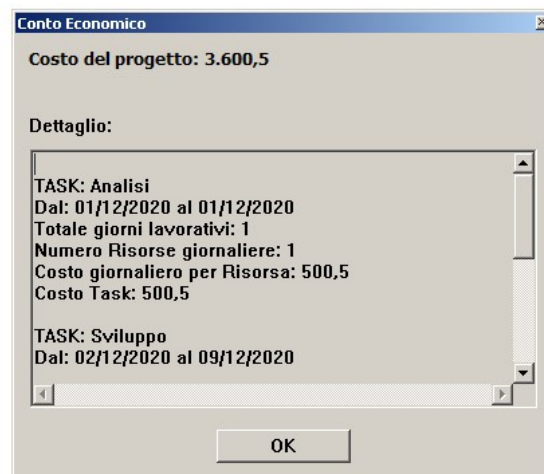 Conto Economico
Costo del progetto: 3.600,5
Dettaglio:
TASK: Analisi
Dal: 01/12/2020 al 01/12/2020
Totale giorni lavorativi: 1
Numero Risorse giornaliere: 1
Costo giornaliero per Risorsa: 500,5
Costo Task: 500,5
TASK: Sviluppo
Dal: 02/12/2020 al 09/12/2020
OK